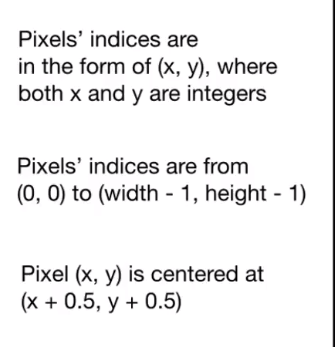 Pixels' indices are
in the form of (x, y), where
both x and y are integers
Pixels' indices are from
(0, 0) to (width - 1, height - 1)
Pixel (x, y) is centered at
(x + 0.5, y + 0.5)